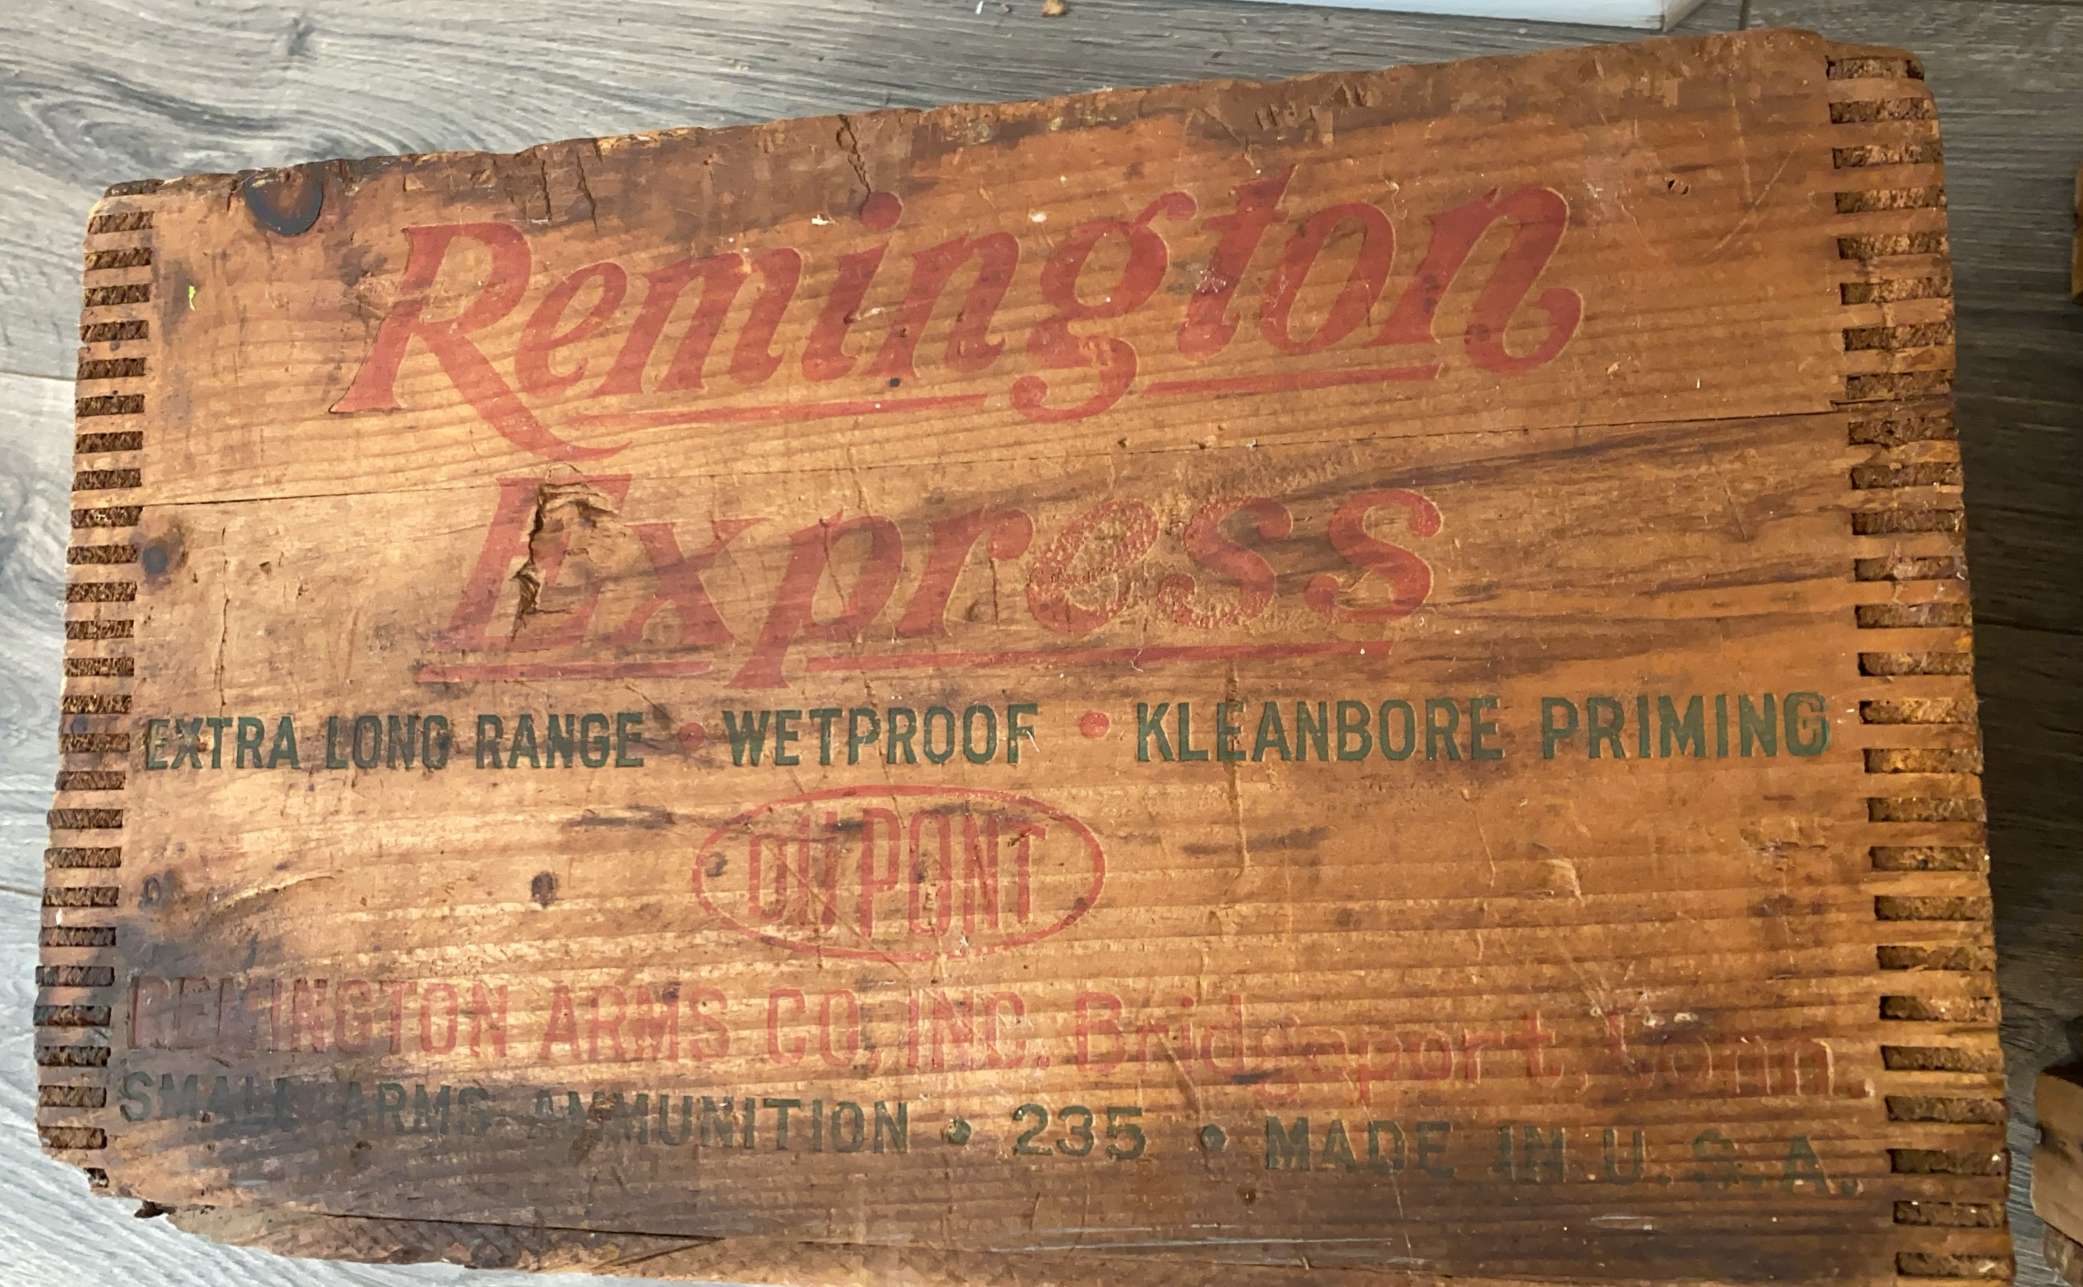 Remington
Express
EXTRA LONG RANGE • WETPROOF • KLEANBORE PRIMING
DU PONT
REMINGTON ARMS CO, INC. Bridgeport, Conn.
SMALL ARMS AMMUNITION • 235 • MADE IN U.S.A.